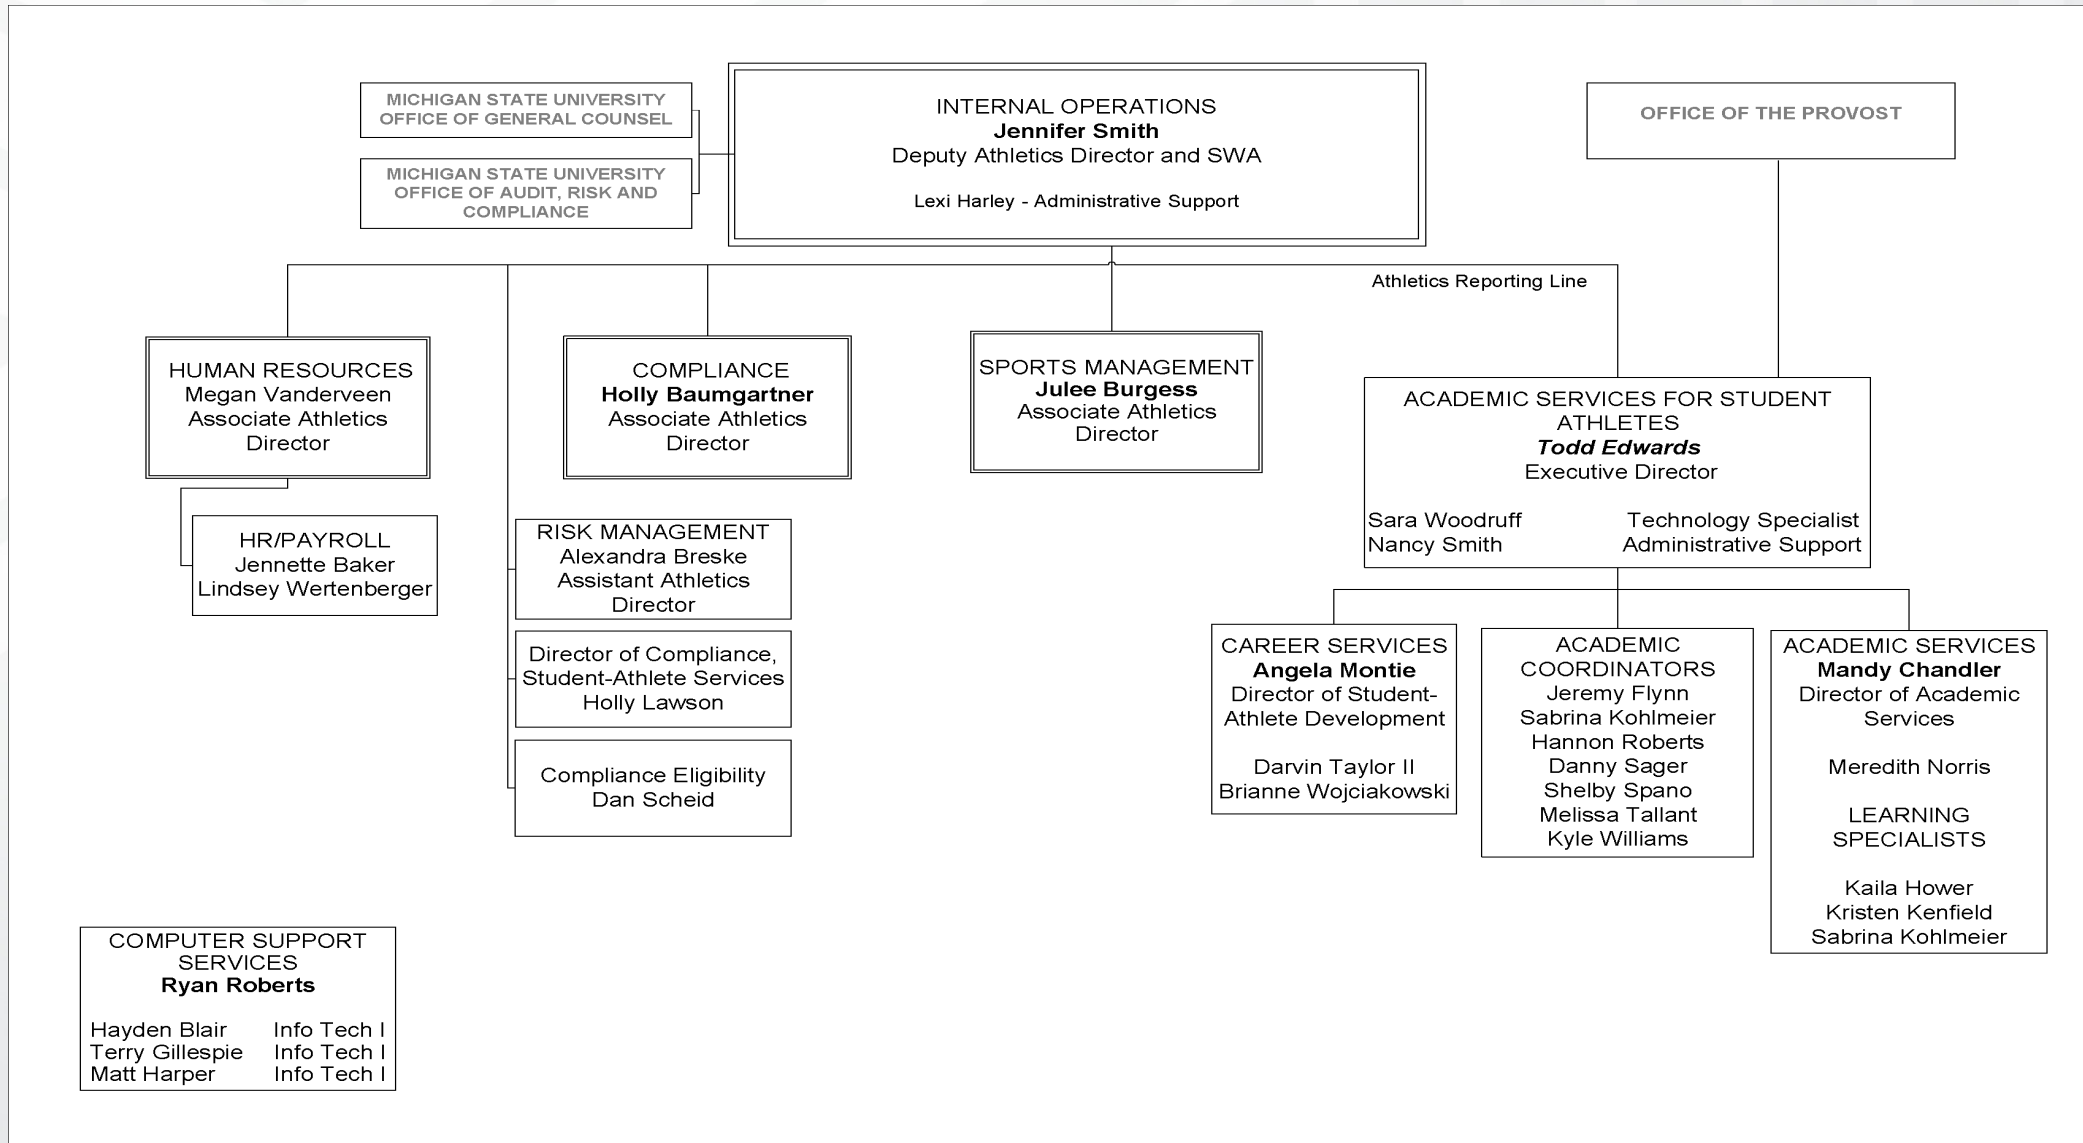 MICHIGAN STATE UNIVERSITY
OFFICE OF GENERAL COUNSEL
MICHIGAN STATE UNIVERSITY
OFFICE OF AUDIT, RISK AND
COMPLIANCE
INTERNAL OPERATIONS
Jennifer Smith
Deputy Athletics Director and SWA
Lexi Harley - Administrative Support
OFFICE OF THE PROVOST
Athletics Reporting Line
HUMAN RESOURCES
Megan Vanderveen
Associate Athletics
Director
COMPLIANCE
Holly Baumgartner
Associate Athletics
Director
SPORTS MANAGEMENT
Julee Burgess
Associate Athletics
Director
ACADEMIC SERVICES FOR STUDENT
ATHLETES
Todd Edwards
Executive Director
Sara Woodruff Technology Specialist
Nancy Smith Administrative Support
HR/PAYROLL
Jennette Baker
Lindsey Wertenberger
RISK MANAGEMENT
Alexandra Breske
Assistant Athletics
Director
Director of Compliance,
Student-Athlete Services
Holly Lawson
Compliance Eligibility
Dan Scheid
CAREER SERVICES
Angela Montie
Director of Student-
Athlete Development
Darvin Taylor II
Brianne Wojciakowski
ACADEMIC
COORDINATORS
Jeremy Flynn
Sabrina Kohlmeier
Hannon Roberts
Danny Sager
Shelby Spano
Melissa Tallant
Kyle Williams
ACADEMIC SERVICES
Mandy Chandler
Director of Academic
Services
Meredith Norris
LEARNING
SPECIALISTS
Kaila Hower
Kristen Kenfield
Sabrina Kohlmeier
COMPUTER SUPPORT
SERVICES
Ryan Roberts
Hayden Blair Info Tech I
Terry Gillespie Info Tech I
Matt Harper Info Tech I